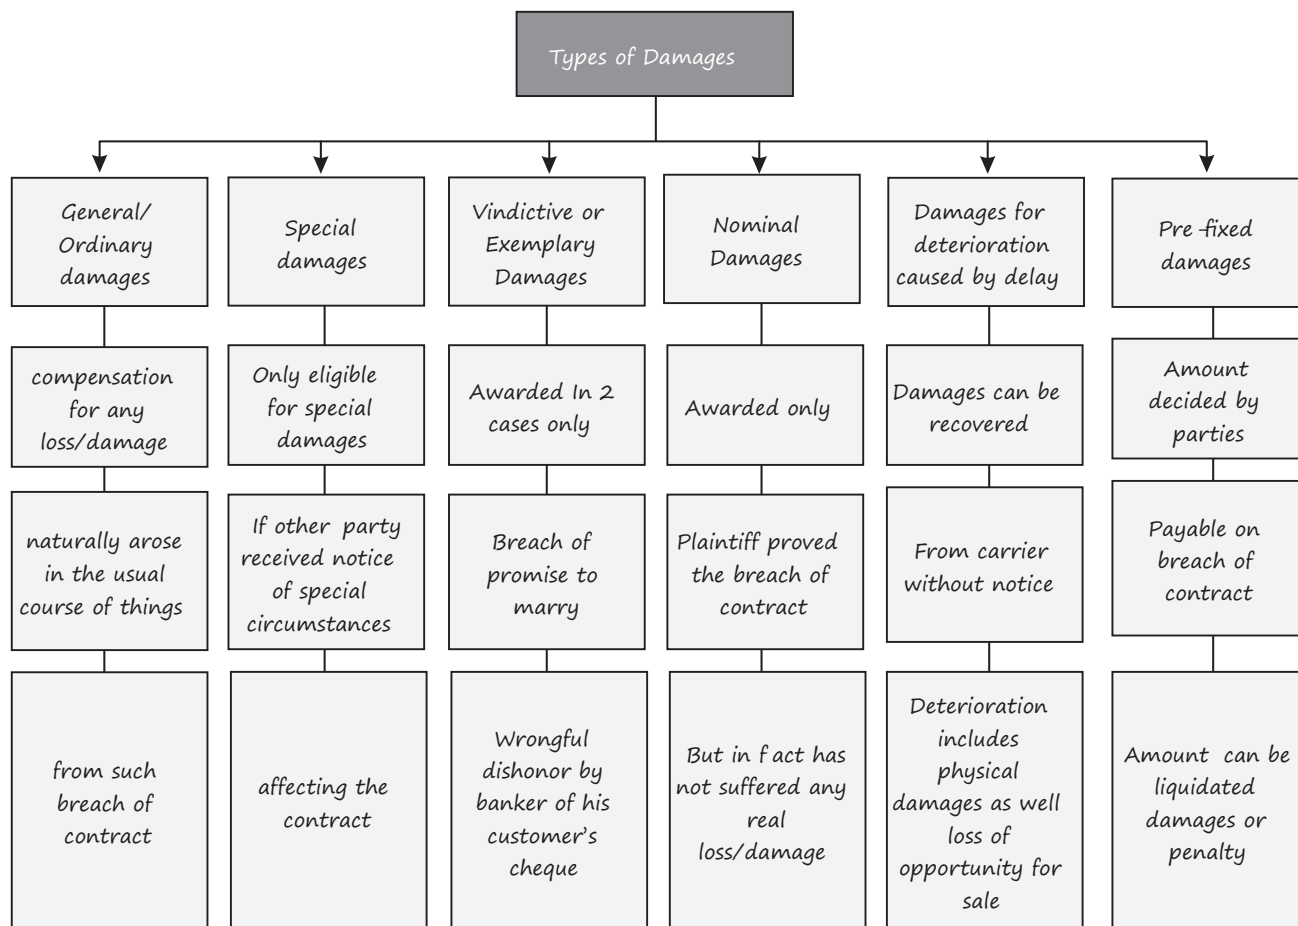 Types of Damages
General/
Ordinary
damages
Special
damages
Vindictive or
Exemplary
Damages
Nominal
Damages
Damages for
deterioration
caused by delay
Pre-fixed
damages
compensation
for any
loss/damage
Only eligible
for special
damages
Awarded In 2
cases only
Awarded only
Damages can be
recovered
Amount
decided by
parties
naturally arose
in the usual
course of things
If other party
received notice
of special
circumstances
Breach of
promise to
marry
Plaintiff proved
the breach of
contract
From carrier
without notice
Payable on
breach of
contract
from such
breach of
contract
affecting the
contract
Wrongful
dishonor by
banker of his
customer's
cheque
But in fact has
not suffered any
real
loss/damage
Deterioration
includes
physical
damages as well
loss of
opportunity for
sale
Amount can be
liquidated
damages or
penalty